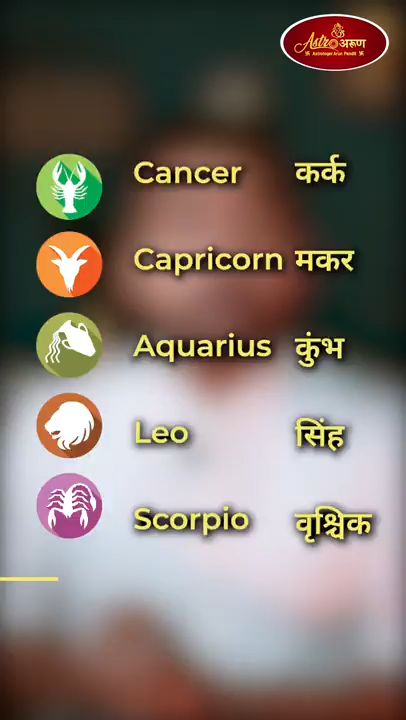 Astro अरुण
Astrologer Arun Pandit
Cancer कर्क
Capricorn मकर
Aquarius कुंभ
Leo सिंह
Scorpio वृश्चिक